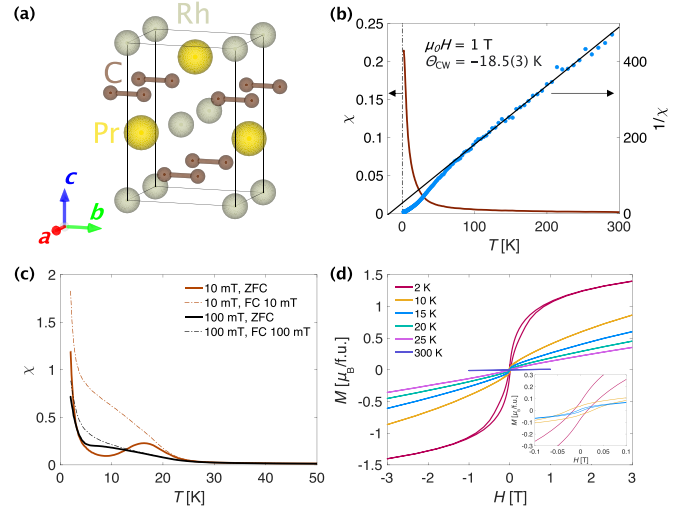 (a)
Rh
C
Pr
c
b
a
(b)
μ₀H = 1 T
Θ_CW = −18.5(3) K
0.25
0.2
0.15
0.1
0.05
0
χ
400
200
0
1/χ
0 100 200 300
T [K]
(c)
10 mT, ZFC
10 mT, FC 10 mT
100 mT, ZFC
100 mT, FC 100 mT
2
1.5
1
0.5
0
χ
0 10 20 30 40 50
T [K]
(d)
2 K
10 K
15 K
20 K
25 K
300 K
1.5
1
0.5
0
-0.5
-1
-1.5
M [μ_B/f.u.]
-3 -2 -1 0 1 2 3
H [T]
0.3
0.2
0.1
0
-0.1
-0.2
-0.3
M [μ_B/f.u.]
-0.1 -0.05 0 0.05 0.1
H [T]